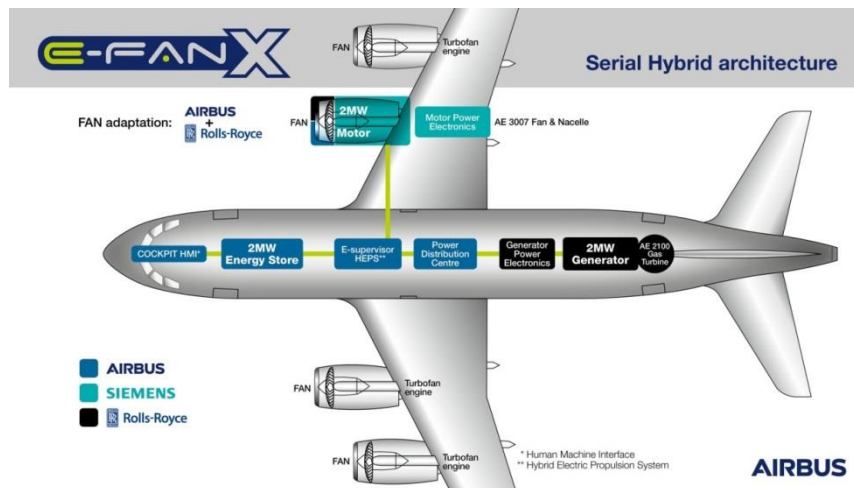 E-FAN X
Serial Hybrid architecture
FAN
Turbofan
engine
FAN adaptation:
AIRBUS
+
Rolls-Royce
FAN
2MW
Motor
Motor Power
Electronics
AE 3007 Fan & Nacelle
COCKPIT HMI*
2MW
Energy Store
E-supervisor
HEPS**
Power
Distribution
Centre
Generator
Power
Electronics
2MW
Generator
AE 2100
Gas
Turbine
AIRBUS
SIEMENS
Rolls-Royce
FAN
Turbofan
engine
FAN
Turbofan
engine
* Human Machine Interface
** Hybrid Electric Propulsion System
AIRBUS